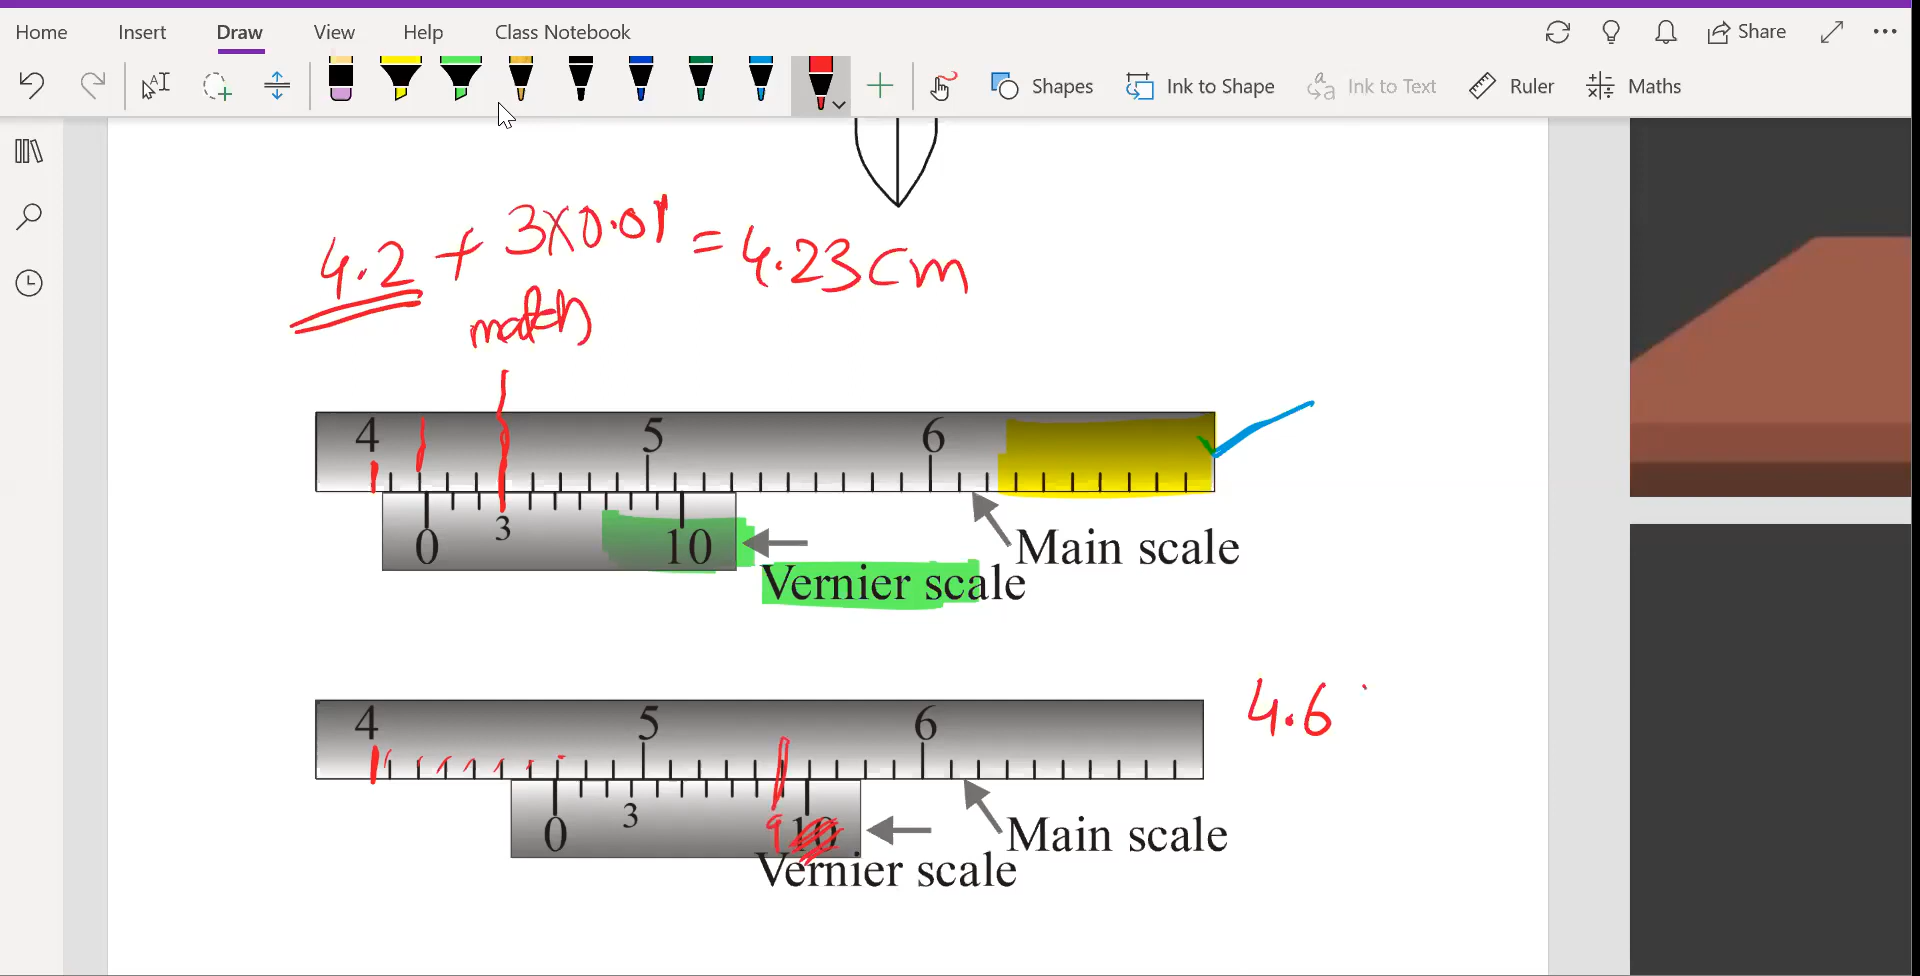 Home Insert Draw View Help Class Notebook Share
Shapes Ink to Shape Ink to Text Ruler Maths
4.2 + 3x0.01 = 4.23cm
match
4 5 6
3
0 10
Main scale
Vernier scale
4.6
4 5 6
3
0 9 10
Main scale
Vernier scale